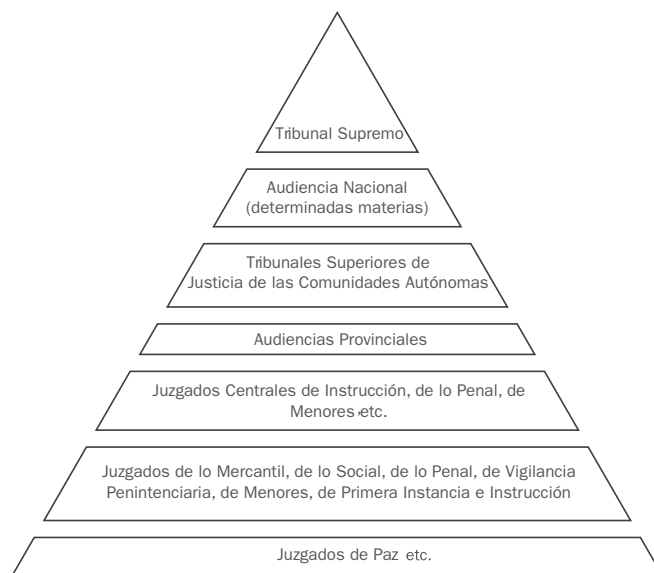 Tribunal Supremo
Audiencia Nacional
(determinadas materias)
Tribunales Superiores de
Justicia de las Comunidades Autónomas
Audiencias Provinciales
Juzgados Centrales de Instrucción, de lo Penal, de
Menores, etc.
Juzgados de lo Mercantil, de lo Social, de lo Penal, de Vigilancia
Penintenciaria, de Menores, de Primera Instancia e Instrucción
Juzgados de Paz etc.